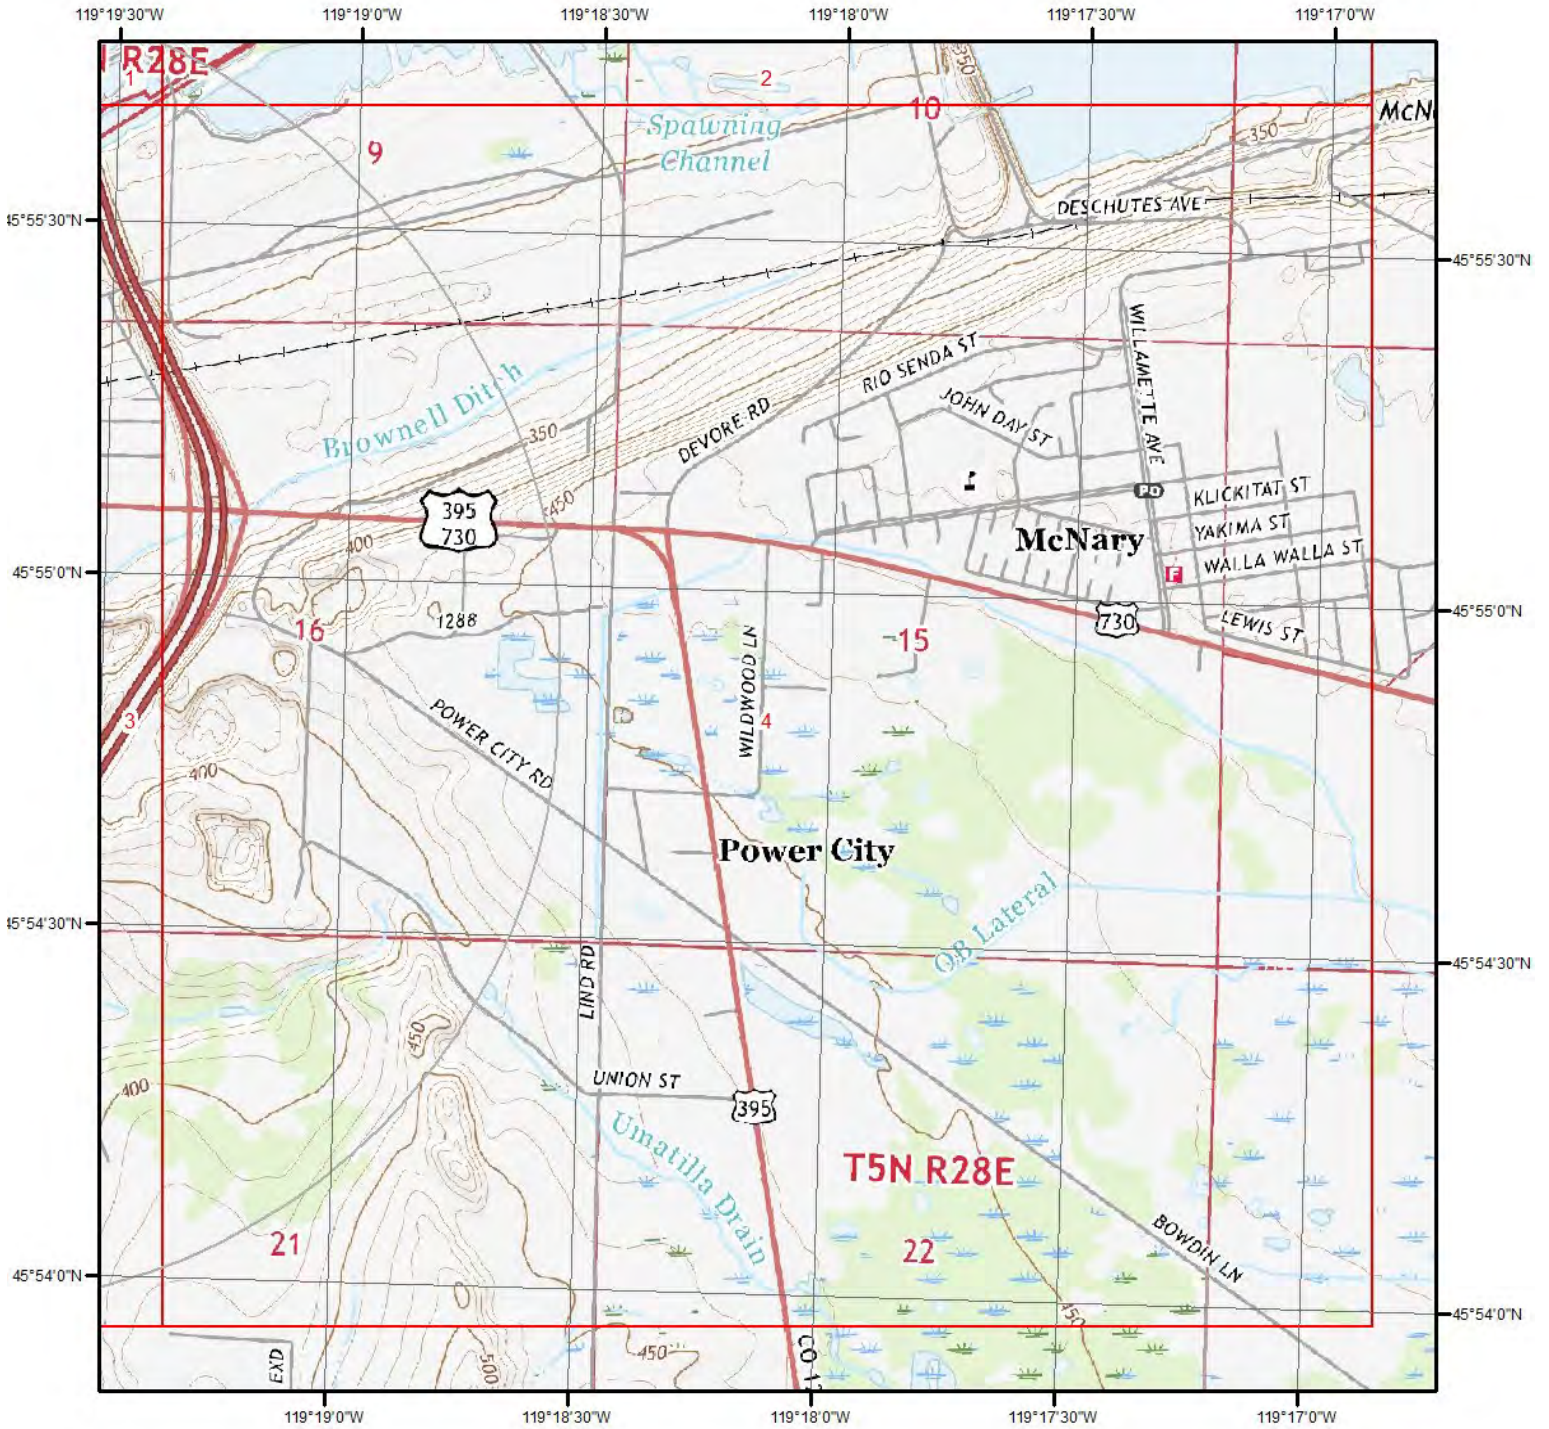 119°19'30"W
119°19'0"W
119°18'30"W
119°18'0"W
119°17'30"W
119°17'0"W
R28E
1
2
350
10
McN
9
Spawning
Channel
350
DESCHUTES AVE
45°55'30"N
45°55'30"N
WILLAMETTE AVE
RIO SENDA ST
JOHN DAY ST
DEVORE RD
Brownell Ditch
350
450
395
730
400
PO
KLICKITAT ST
YAKIMA ST
WALLA WALLA ST
McNary
F
45°55'0"N
45°55'0"N
1288
16
730
LEWIS ST
15
WILDWOOD LN
3
4
POWER CITY RD
400
Power City
OB Lateral
45°54'30"N
45°54'30"N
LIND RD
450
400
UNION ST
395
Umatilla Drain
T5N R28E
21
22
BOWDIN LN
45°54'0"N
45°54'0"N
450
EXD
500
450
CO 1
119°19'0"W
119°18'30"W
119°18'0"W
119°17'30"W
119°17'0"W